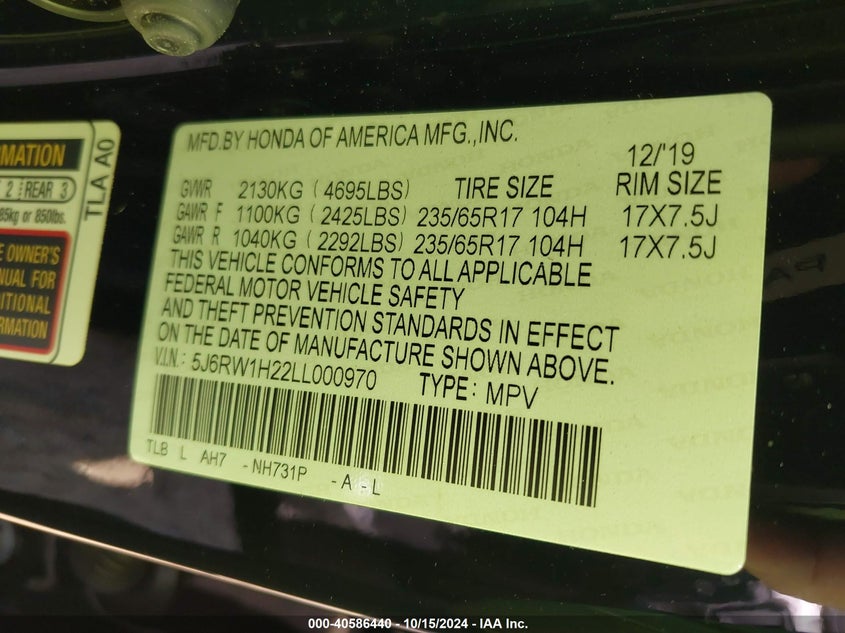 MATION
2 REAR 3
85kg or 850lbs.
E OWNER'S
NUAL FOR
DITIONAL
RMATION
TLA A0
MFD.BY HONDA OF AMERICA MFG.,INC.
12/'19
GVWR 2130KG (4695LBS) TIRE SIZE RIM SIZE
GAWR F 1100KG (2425LBS) 235/65R17 104H 17X7.5J
GAWR R 1040KG (2292LBS) 235/65R17 104H 17X7.5J
THIS VEHICLE CONFORMS TO ALL APPLICABLE
FEDERAL MOTOR VEHICLE SAFETY
AND THEFT PREVENTION STANDARDS IN EFFECT
ON THE DATE OF MANUFACTURE SHOWN ABOVE.
V.I.N.: 5J6RW1H22LL000970 TYPE: MPV
TLB L AH7 -NH731P -A -L
000-40586440 - 10/15/2024 - IAA Inc.